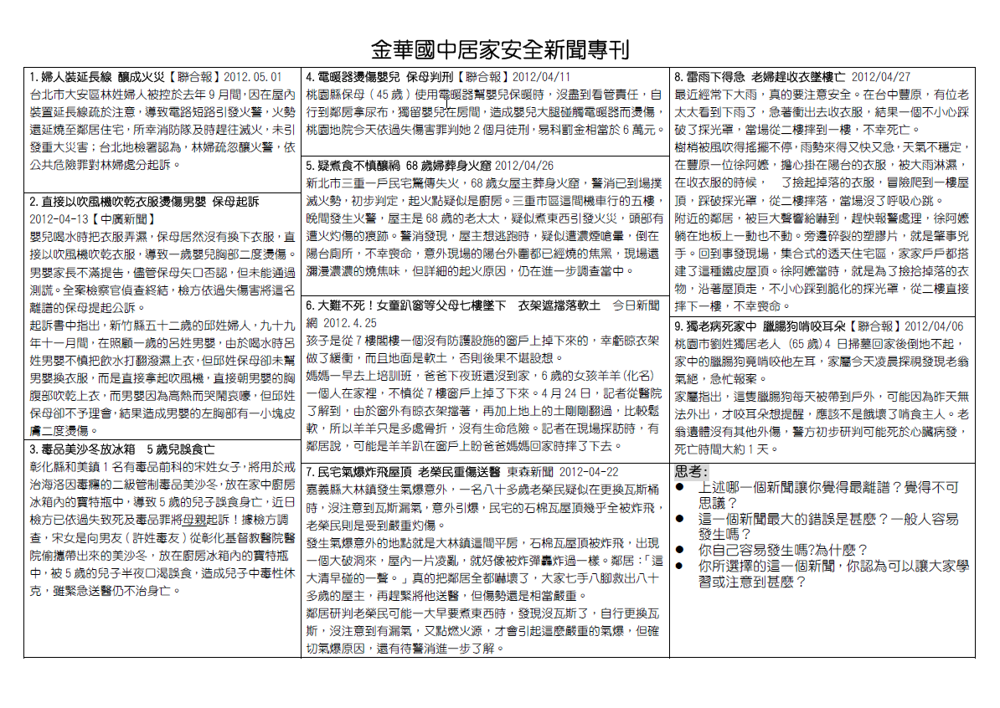 金華國中居家安全新聞專刊
1.婦人裝延長線 釀成火災【聯合報】2012.05.01
台北市大安區林姓婦人被控於去年9月間，因在屋內
裝置延長線疏於注意，導致電路短路引發火警，火勢
還延燒至鄰居住宅，所幸消防隊及時趕往滅火，未引
發重大災害；台北地檢署認為，林婦疏忽釀火警，依
公共危險罪對林婦處分起訴。
2.直接以吹風機吹乾衣服燙傷男嬰 保母起訴
2012-04-13【中廣新聞】
嬰兒喝水時把衣服弄濕，保母居然沒有換下衣服，直
接以吹風機吹乾衣服，導致一歲嬰兒胸部二度燙傷。
男嬰家長不滿提告，儘管保母矢口否認，但未能通過
測謊。全案檢察官偵查終結，檢方依過失傷害將這名
離譜的保母提起公訴。
起訴書中指出，新竹縣五十二歲的邱姓婦人，九十九
年十一月間，在照顧一歲的呂姓男嬰，由於喝水時呂
姓男嬰不慎把飲水打翻潑濕上衣，但邱姓保母卻未幫
男嬰換衣服，而是直接拿起吹風機，直接朝男嬰的胸
腹部吹乾上衣，而男嬰因為高熱而哭鬧哀嚎，但邱姓
保母卻不予理會，結果造成男嬰的左胸部有一小塊皮
膚二度燙傷。
3.毒品美沙冬放冰箱　5歲兒誤食亡
彰化縣和美鎮1名有毒品前科的宋姓女子，將用於戒
治海洛因毒癮的二級管制毒品美沙冬，放在家中廚房
冰箱內的寶特瓶中，導致5歲的兒子誤食身亡，近日
檢方已依過失致死及毒品罪將母親起訴！據檢方調
查，宋女是向男友（許姓毒友）從彰化基督教醫院醫
院偷攜帶出來的美沙冬，放在廚房冰箱內的寶特瓶
中，被5歲的兒子半夜口渴誤食，造成兒子中毒性休
克，雖緊急送醫仍不治身亡。
4.電暖器燙傷嬰兒 保母判刑【聯合報】2012/04/11
桃園縣保母（45歲）使用電暖器幫嬰兒保暖時，沒盡到看管責任，自
行到鄰房拿尿布，獨留嬰兒在房間，造成嬰兒大腿碰觸電暖器而燙傷，
桃園地院今天依過失傷害罪判她2個月徒刑，易科罰金相當於6萬元。
5.疑煮食不慎釀禍 68歲婦葬身火窟 2012/04/26
新北市三重一戶民宅驚傳失火，68歲女屋主葬身火窟，警消已到場撲
滅火勢，初步判定，起火點疑似是廚房。三重市區這間機車行的五樓，
晚間發生火警，屋主是68歲的老太太，疑似煮東西引發火災，頭部有
遭火灼傷的痕跡。警消發現，屋主想逃跑時，疑似遭濃煙嗆暈，倒在
陽台廁所，不幸喪命，意外現場的陽台外圍都已經燒的焦黑，現場還
瀰漫濃濃的燒焦味，但詳細的起火原因，仍在進一步調查當中。
6.大難不死！女童趴窗等父母七樓墜下　衣架遮擋落軟土　今日新聞
網 2012.4.25
孩子是從7樓閣樓一個沒有防護設施的窗戶上掉下來的，幸虧晾衣架
做了緩衝，而且地面是軟土，否則後果不堪設想。
媽媽一早去上培訓班，爸爸下夜班還沒到家，6歲的女孩羊羊(化名)
一個人在家裡，不慎從7樓窗戶上掉了下來。4月24日，記者從醫院
了解到，由於窗外有晾衣架擋著，再加上地上的土剛剛翻過，比較鬆
軟，所以羊羊只是多處骨折，沒有生命危險。記者在現場採訪時，有
鄰居說，可能是羊羊趴在窗戶上盼爸爸媽媽回家時摔了下去。
7.民宅氣爆炸飛屋頂 老榮民重傷送醫 東森新聞 2012-04-22
嘉義縣大林鎮發生氣爆意外，一名八十多歲老榮民疑似在更換瓦斯桶
時，沒注意到瓦斯漏氣，意外引爆，民宅的石棉瓦屋頂幾乎全被炸飛，
老榮民則是受到嚴重灼傷。
發生氣爆意外的地點就是大林鎮這間平房，石棉瓦屋頂被炸飛，出現
一個大破洞來，屋內一片凌亂，就好像被炸彈轟炸過一樣。鄰居：「這
大清早碰的一聲。」真的把鄰居全都嚇壞了，大家七手八腳救出八十
多歲的屋主，再趕緊將他送醫，但傷勢還是相當嚴重。
鄰居研判老榮民可能一大早要煮東西時，發現沒瓦斯了，自行更換瓦
斯，沒注意到有漏氣，又點燃火源，才會引起這麼嚴重的氣爆，但確
切氣爆原因，還有待警消進一步了解。
8.雷雨下得急 老婦趕收衣墜樓亡 2012/04/27
最近經常下大雨，真的要注意安全。在台中豐原，有位老
太太看到下雨了，急著衝出去收衣服，結果一個不小心踩
破了採光罩，當場從二樓摔到一樓，不幸死亡。
樹梢被風吹得搖擺不停，雨勢來得又快又急，天氣不穩定，
在豐原一位徐阿嬤，擔心掛在陽台的衣服，被大雨淋濕，
在收衣服的時候，　了撿起掉落的衣服，冒險爬到一樓屋
頂，踩破採光罩，從二樓摔落，當場沒了呼吸心跳。
附近的鄰居，被巨大聲響給嚇到，趕快報警處理，徐阿嬤
躺在地板上一動也不動。旁邊碎裂的塑膠片，就是肇事兇
手。回到事發現場，集合式的透天住宅區，家家戶戶都搭
建了這種鐵皮屋頂。徐阿嬤當時，就是為了撿拾掉落的衣
物，沿著屋頂走，不小心踩到脆化的採光罩，從二樓直接
摔下一樓，不幸喪命。
9.獨老病死家中 臘腸狗啃咬耳朵【聯合報】2012/04/06
桃園市劉姓獨居老人 (65歲)4 日掃墓回家後倒地不起，
家中的臘腸狗竟啃咬他左耳，家屬今天凌晨探視發現老翁
氣絕，急忙報案。
家屬指出，這隻臘腸狗每天被帶到戶外，可能因為昨天無
法外出，才咬耳朵想提醒，應該不是餓壞了啃食主人。老
翁遺體沒有其他外傷，警方初步研判可能死於心臟病發，
死亡時間大約1天。
思考:
● 上述哪一個新聞讓你覺得最離譜？覺得不可
思議？
● 這一個新聞最大的錯誤是甚麼？一般人容易
發生嗎？
● 你自己容易發生嗎?為什麼？
● 你所選擇的這一個新聞，你認為可以讓大家學
習或注意到甚麼？